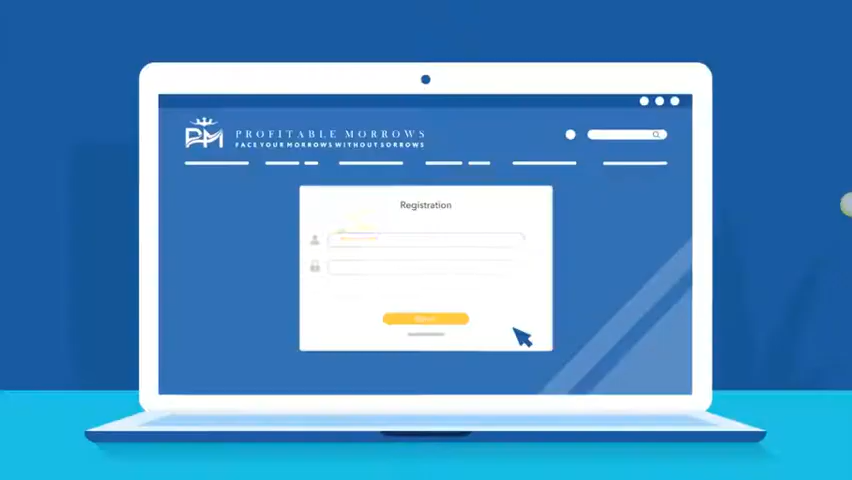 PM
PROFITABLE MORROWS
FACE YOUR MORROWS WITHOUT SORROWS
Registration